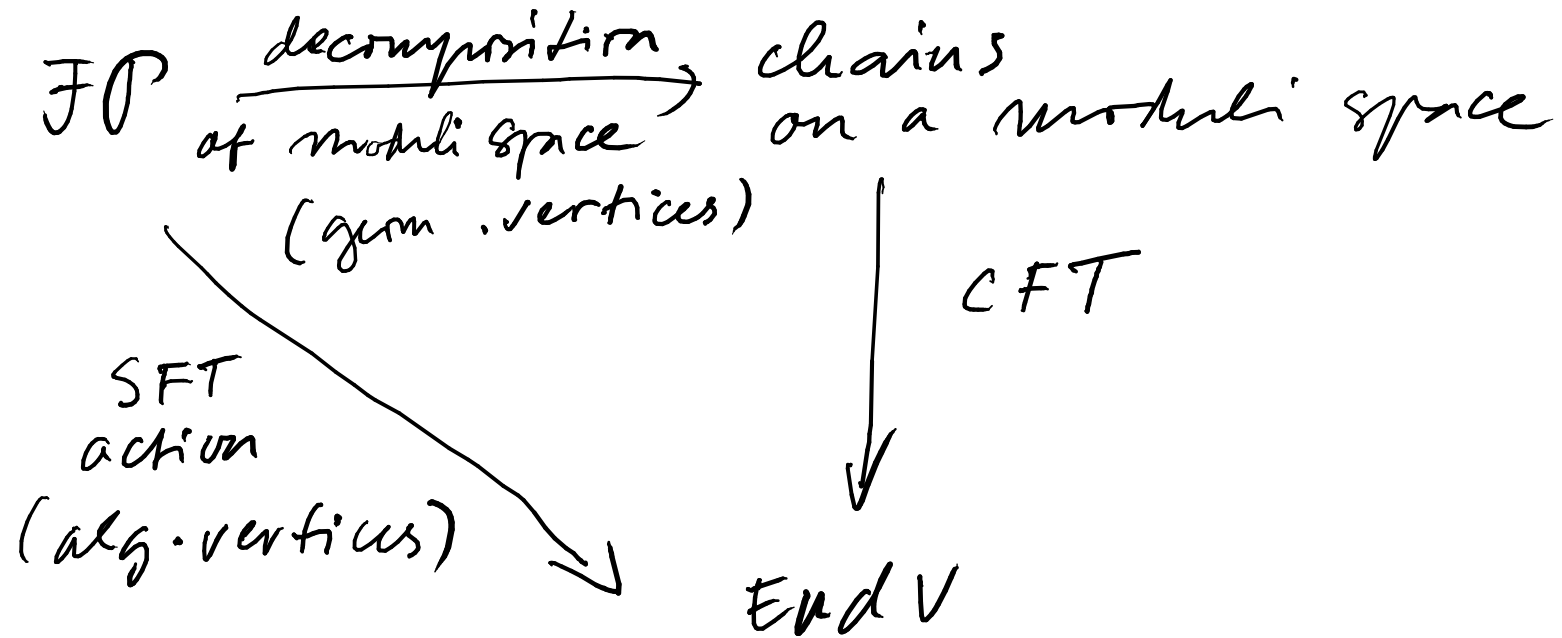 FP decomposition chains
of moduli space on a moduli space
(geom. vertices)
CFT
SFT
action
(alg. vertices)
End V